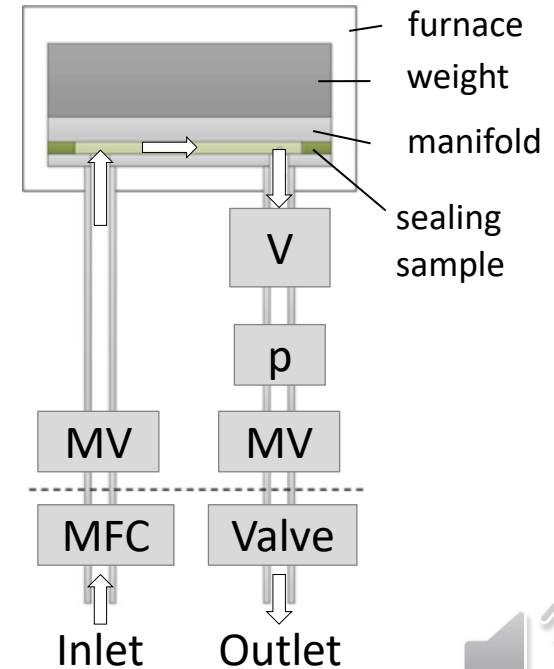 furnace
weight
manifold
sealing
sample
V
p
MV MV
MFC Valve
Inlet Outlet